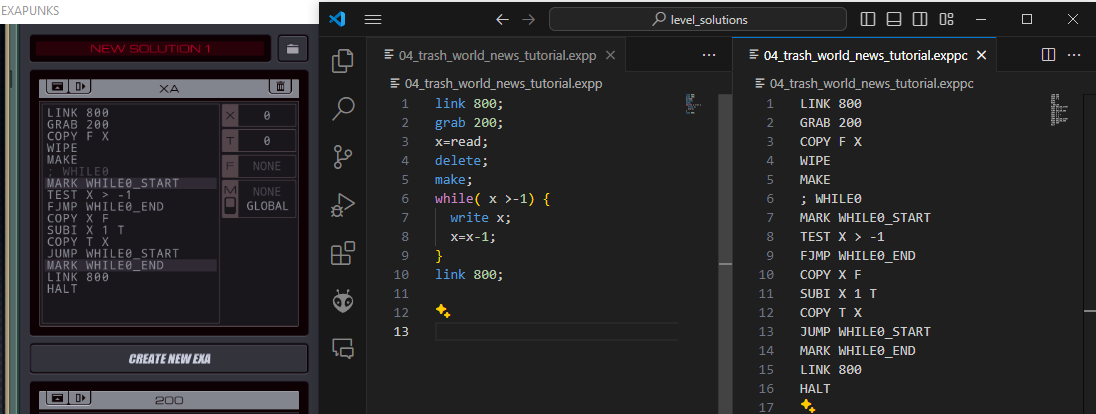 EXAPUNKS
NEW SOLUTION 1
XA
LINK 800
GRAB 200
COPY F X
WIPE
MAKE
; WHILE0
MARK WHILE0_START
TEST X > -1
FJMP WHILE0_END
COPY X F
SUBI X 1 T
COPY T X
JUMP WHILE0_START
MARK WHILE0_END
LINK 800
HALT
X 0
T 0
F NONE
M NONE
GLOBAL
CREATE NEW EXA
200
level_solutions
04_trash_world_news_tutorial.expp
04_trash_world_news_tutorial.expp
1 link 800;
2 grab 200;
3 x=read;
4 delete;
5 make;
6 while( x >-1) {
7 write x;
8 x=x-1;
9 }
10 link 800;
11
12
13
04_trash_world_news_tutorial.exppc
04_trash_world_news_tutorial.exppc
1 LINK 800
2 GRAB 200
3 COPY F X
4 WIPE
5 MAKE
6 ; WHILE0
7 MARK WHILE0_START
8 TEST X > -1
9 FJMP WHILE0_END
10 COPY X F
11 SUBI X 1 T
12 COPY T X
13 JUMP WHILE0_START
14 MARK WHILE0_END
15 LINK 800
16 HALT
17